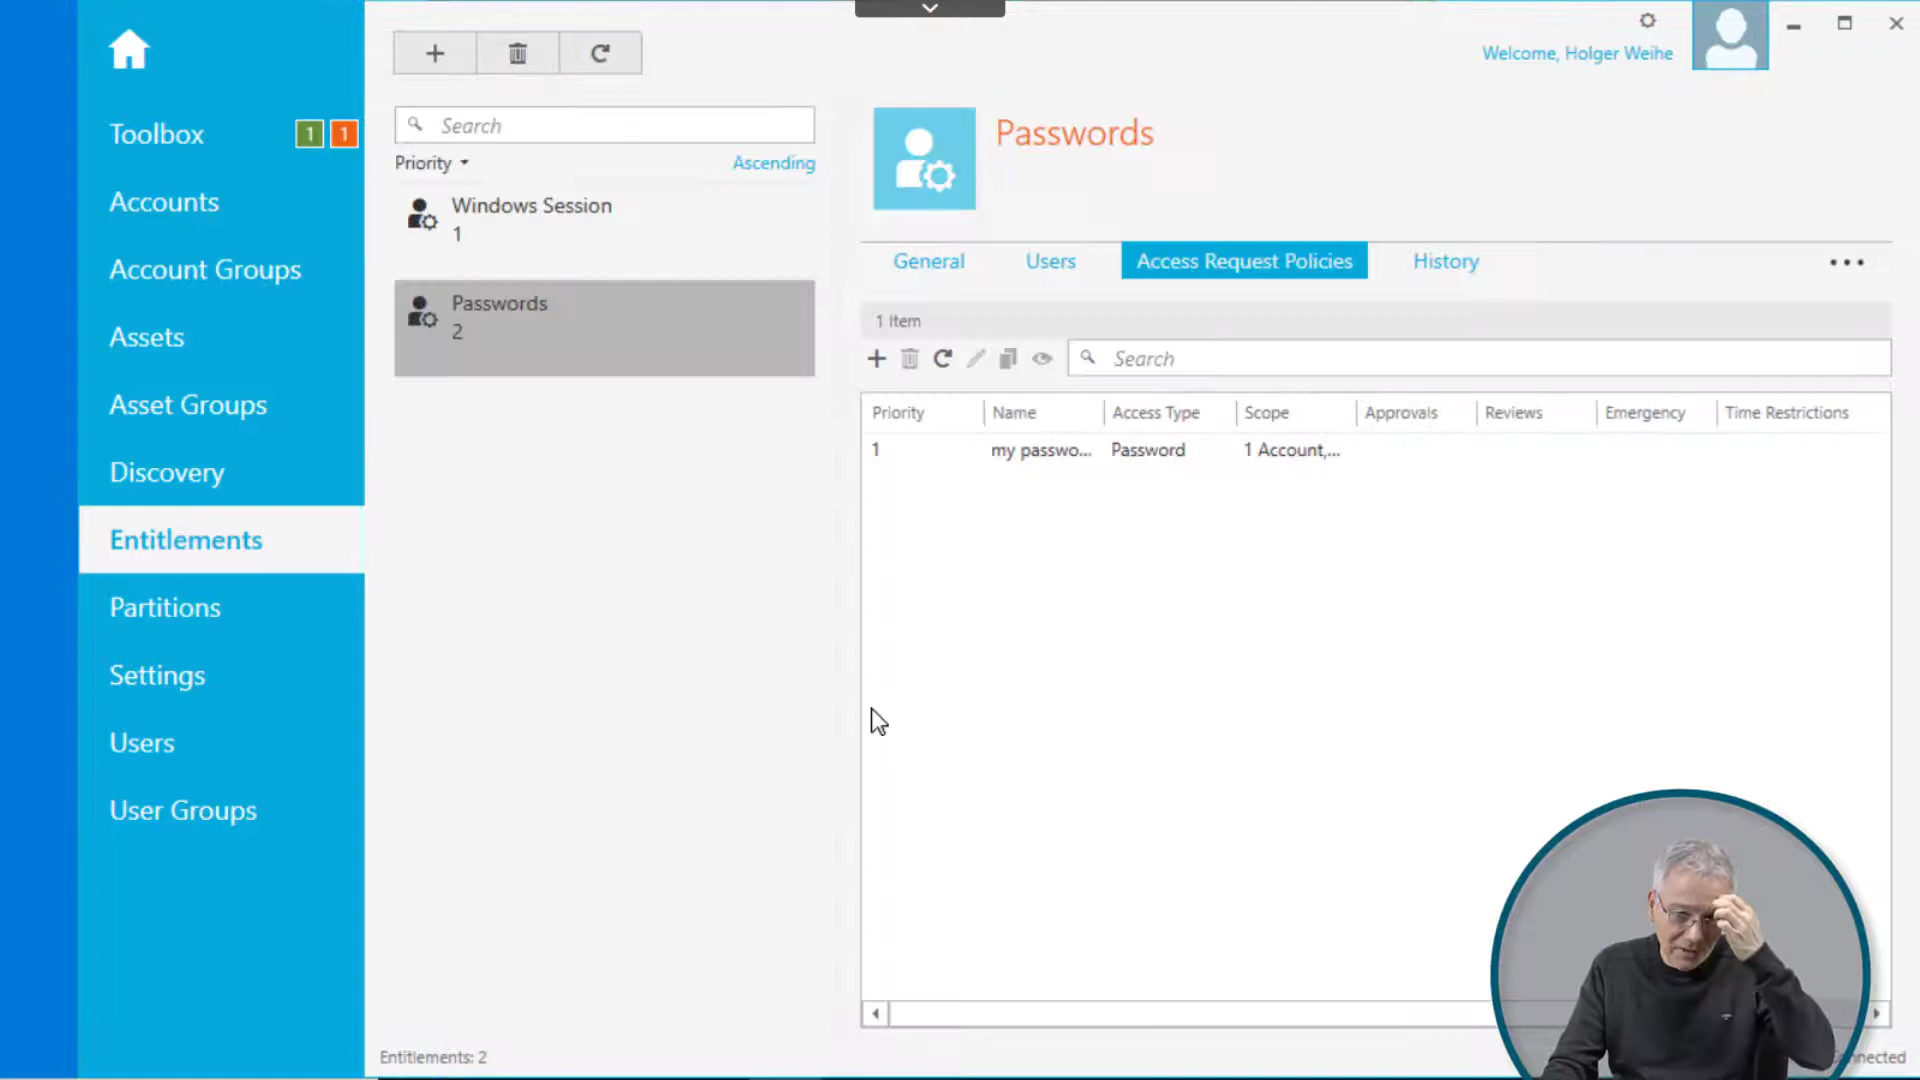 Welcome, Holger Weihe
Toolbox 1 1
Accounts
Account Groups
Assets
Asset Groups
Discovery
Entitlements
Partitions
Settings
Users
User Groups
Search
Priority Ascending
Windows Session
1
Passwords
2
Entitlements: 2
Passwords
General Users Access Request Policies History
1 Item
Search
Priority Name Access Type Scope Approvals Reviews Emergency Time Restrictions
1 my passwo... Password 1 Account,...